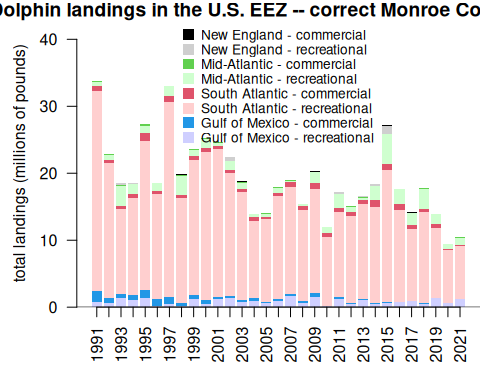 Dolphin landings in the U.S. EEZ -- correct Monroe Co
New England - commercial
New England - recreational
Mid-Atlantic - commercial
Mid-Atlantic - recreational
South Atlantic - commercial
South Atlantic - recreational
Gulf of Mexico - commercial
Gulf of Mexico - recreational
total landings (millions of pounds)
40
30
20
10
0
1991
1993
1995
1997
1999
2001
2003
2005
2007
2009
2011
2013
2015
2017
2019
2021